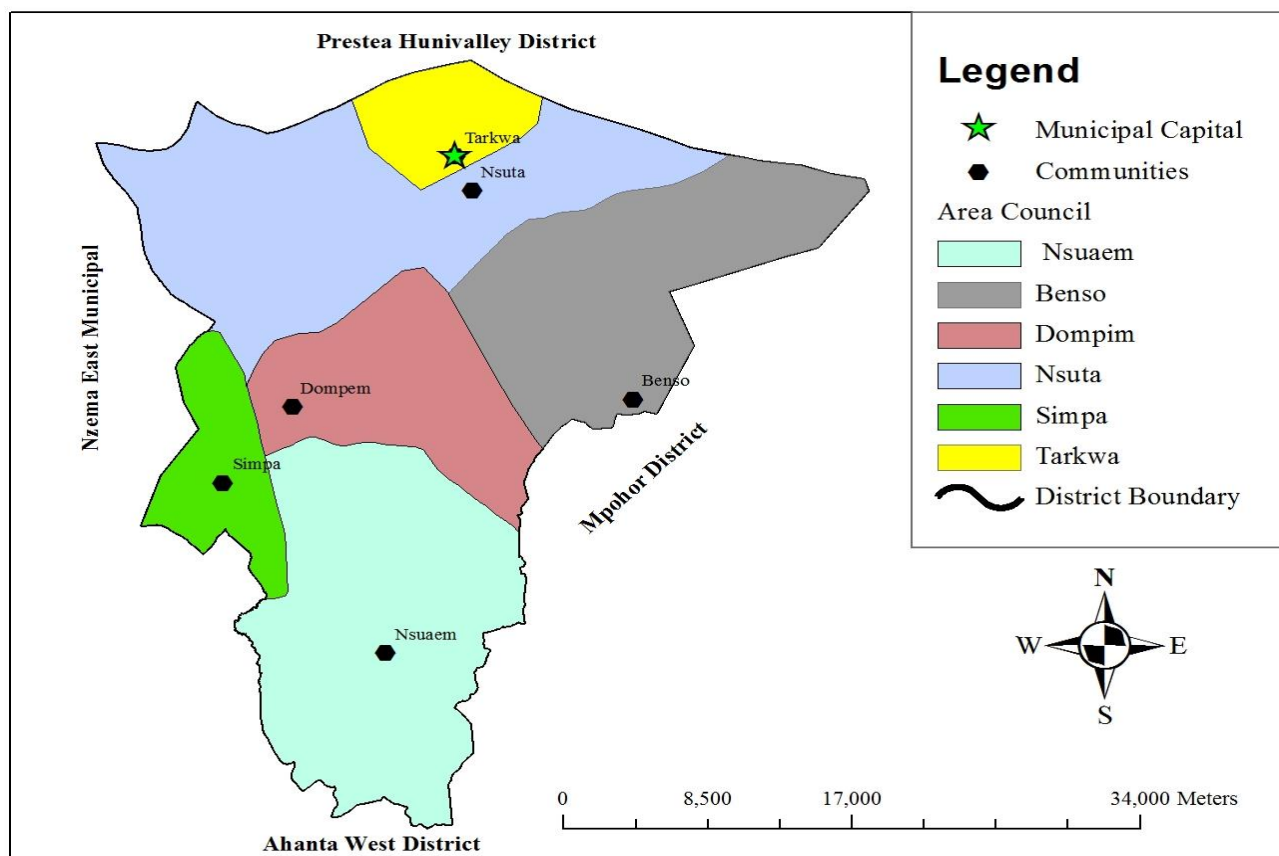 Prestea Hunivalley District
Tarkwa
Nsuta
Nzema East Municipal
Dompem
Benso
Simpa
Mpohor District
Nsuaem
Ahanta West District
Legend
Municipal Capital
Communities
Area Council
Nsuaem
Benso
Dompim
Nsuta
Simpa
Tarkwa
District Boundary
N
W E
S
0 8,500 17,000 34,000 Meters